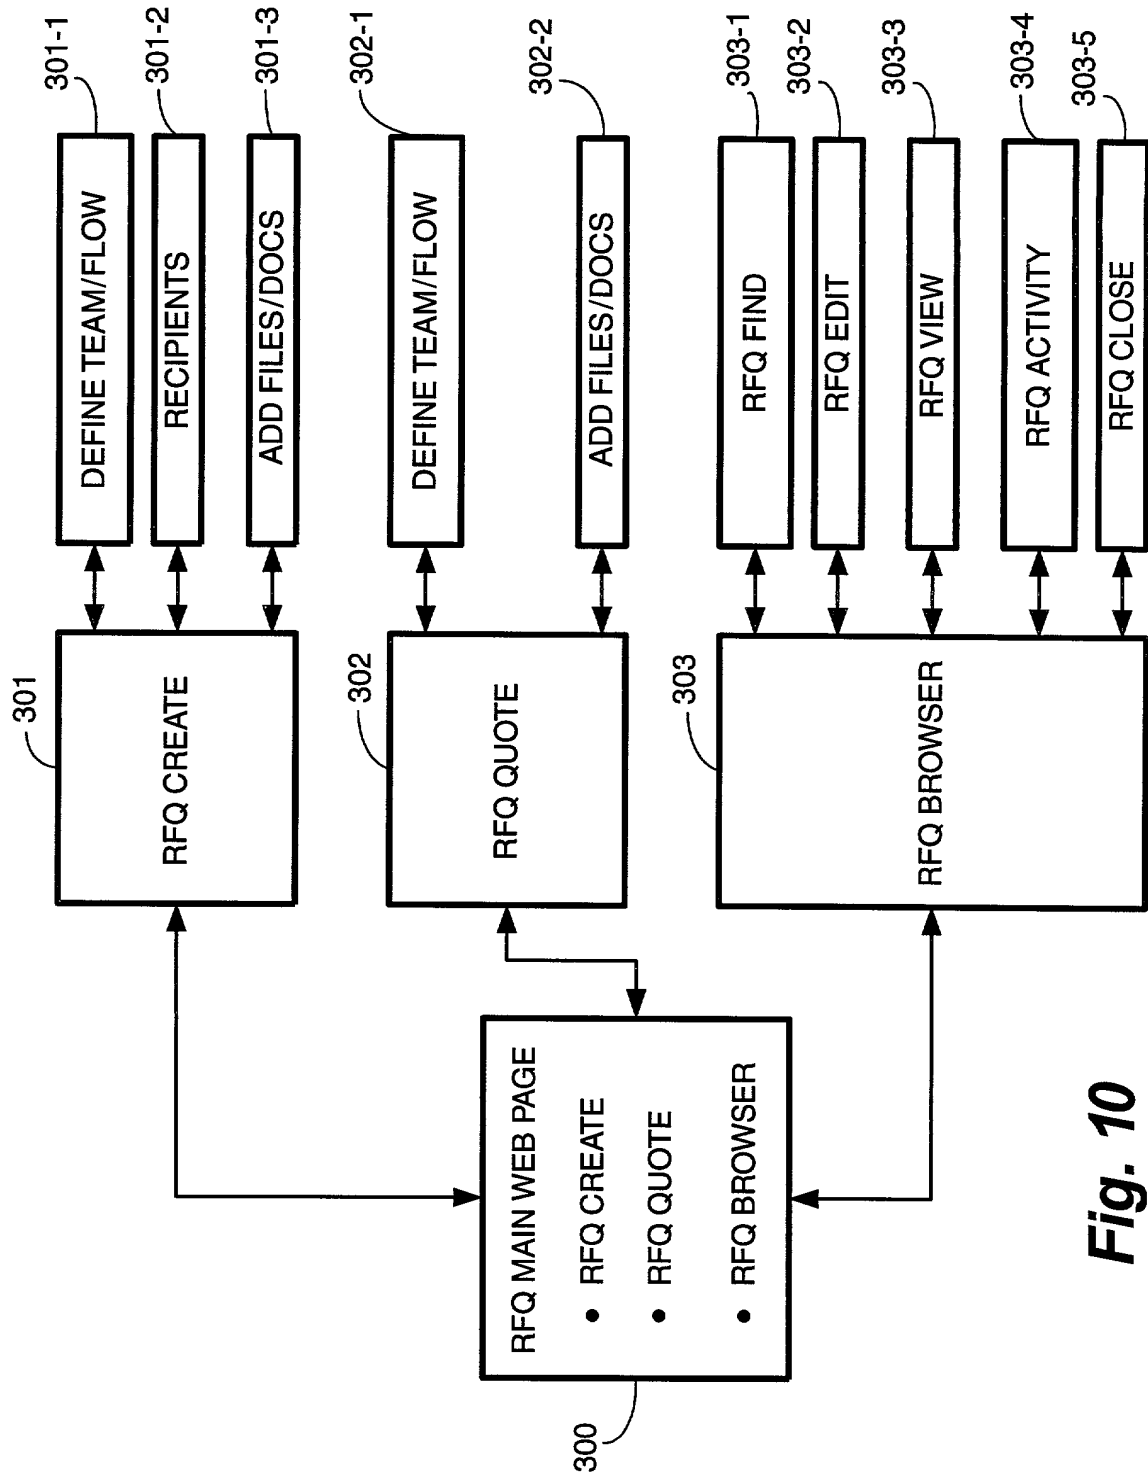 301-1
DEFINE TEAM/FLOW
301-2
RECIPIENTS
301-3
ADD FILES/DOCS
301
RFQ CREATE
302-1
DEFINE TEAM/FLOW
302-2
ADD FILES/DOCS
302
RFQ QUOTE
303-1
RFQ FIND
303-2
RFQ EDIT
303-3
RFQ VIEW
303-4
RFQ ACTIVITY
303-5
RFQ CLOSE
303
RFQ BROWSER
RFQ MAIN WEB PAGE
• RFQ CREATE
• RFQ QUOTE
• RFQ BROWSER
300
Fig. 10